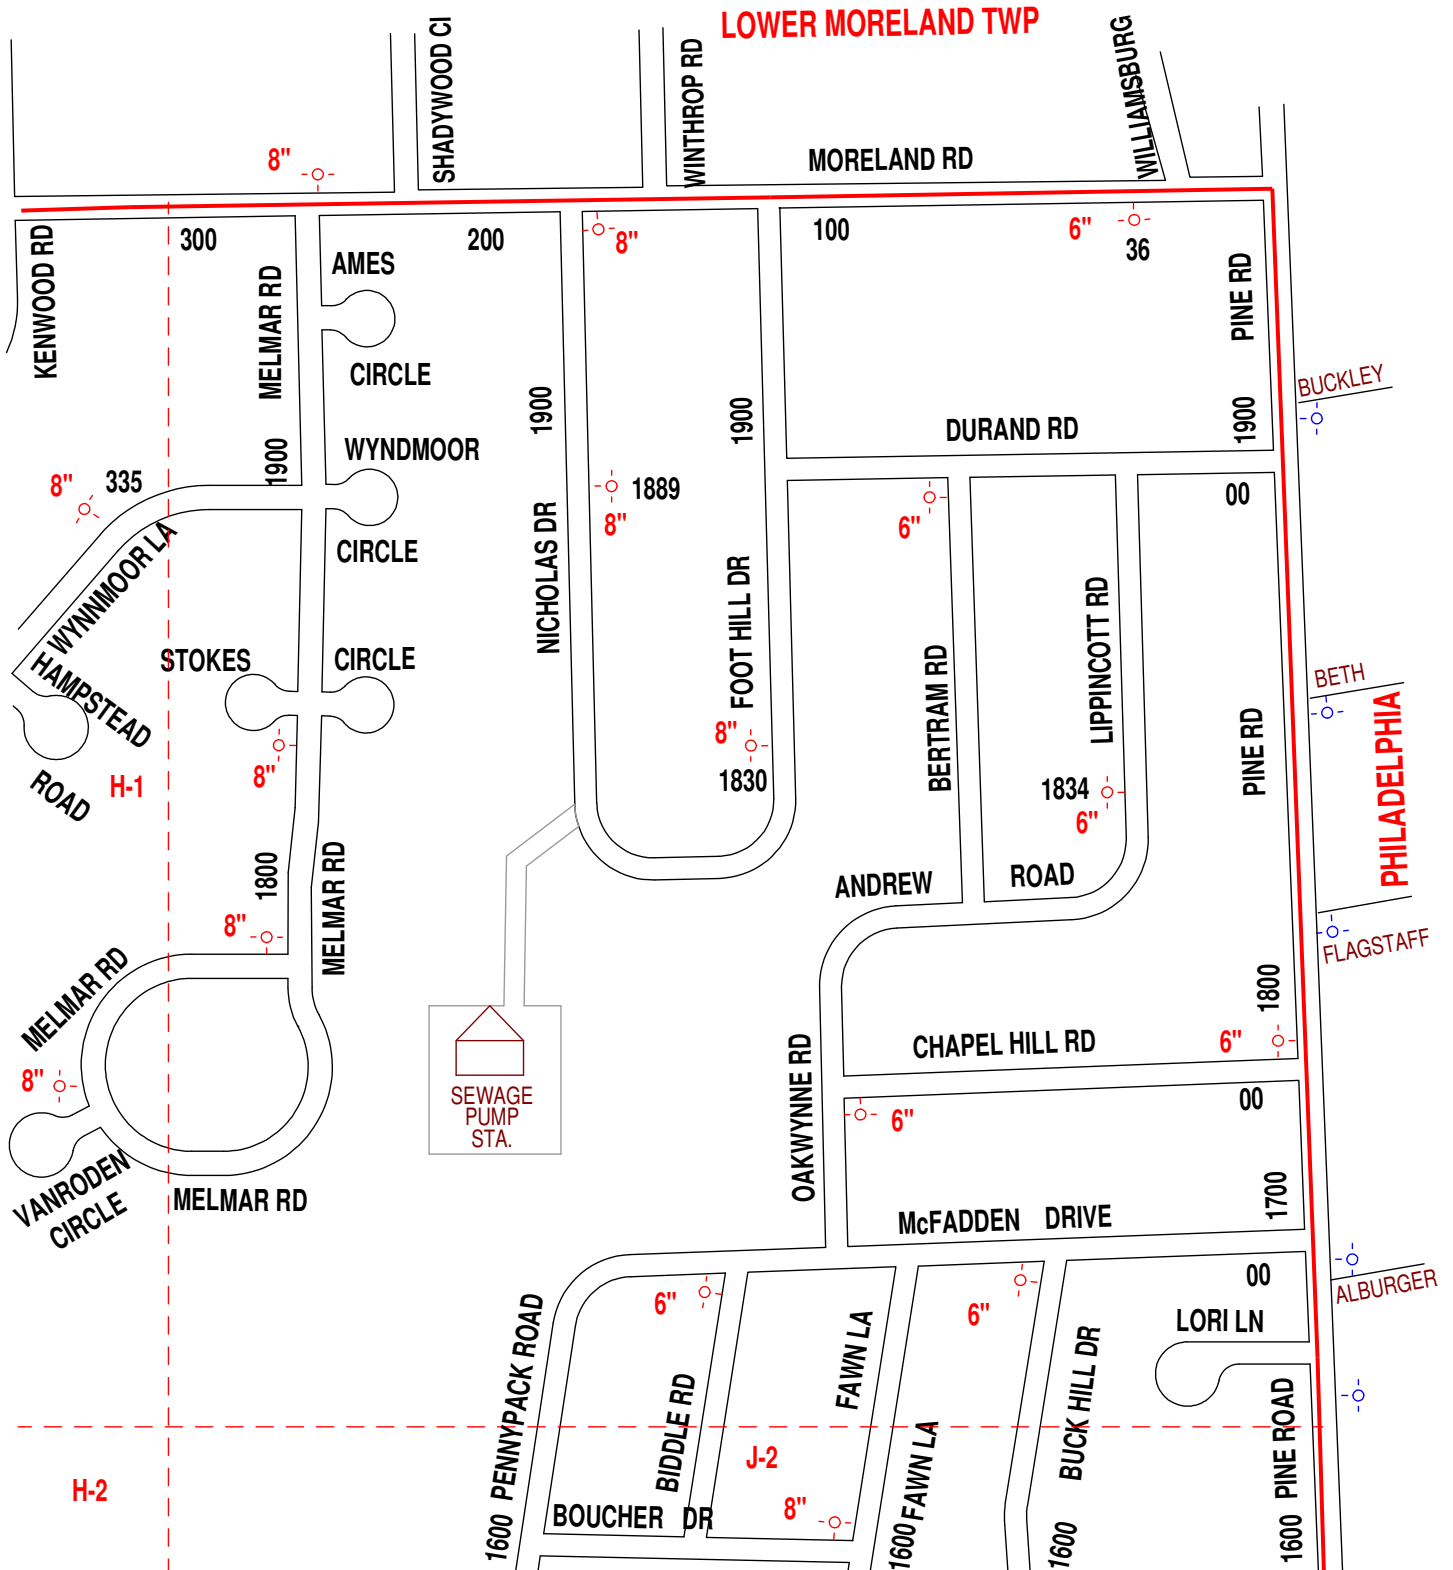 LOWER MORELAND TWP
SHADYWOOD CI
WINTHROP RD
WILLIAMSBURG
8"
MORELAND RD
KENWOOD RD
300
MELMAR RD
AMES
CIRCLE
200
8"
100
6"
36
PINE RD
BUCKLEY
1900
1900
1900
DURAND RD
1900
WYNDMOOR
CIRCLE
8"
335
WYNNMOOR LA
1889
8"
NICHOLAS DR
FOOT HILL DR
6"
00
HAMPSTEAD
ROAD
STOKES
CIRCLE
BERTRAM RD
LIPPINCOTT RD
BETH
PHILADELPHIA
PINE RD
H-1
8"
8"
1830
1834
6"
1800
MELMAR RD
ANDREW
ROAD
8"
FLAGSTAFF
MELMAR RD
1800
8"
SEWAGE
PUMP
STA.
OAKWYNNE RD
CHAPEL HILL RD
6"
6"
00
VANRODEN
CIRCLE
MELMAR RD
McFADDEN DRIVE
1700
6"
6"
00
ALBURGER
LORI LN
PENNYPACK ROAD
1600
BIDDLE RD
FAWN LA
FAWN LA
1600
BUCK HILL DR
1600
PINE ROAD
1600
H-2
J-2
BOUCHER DR
8"